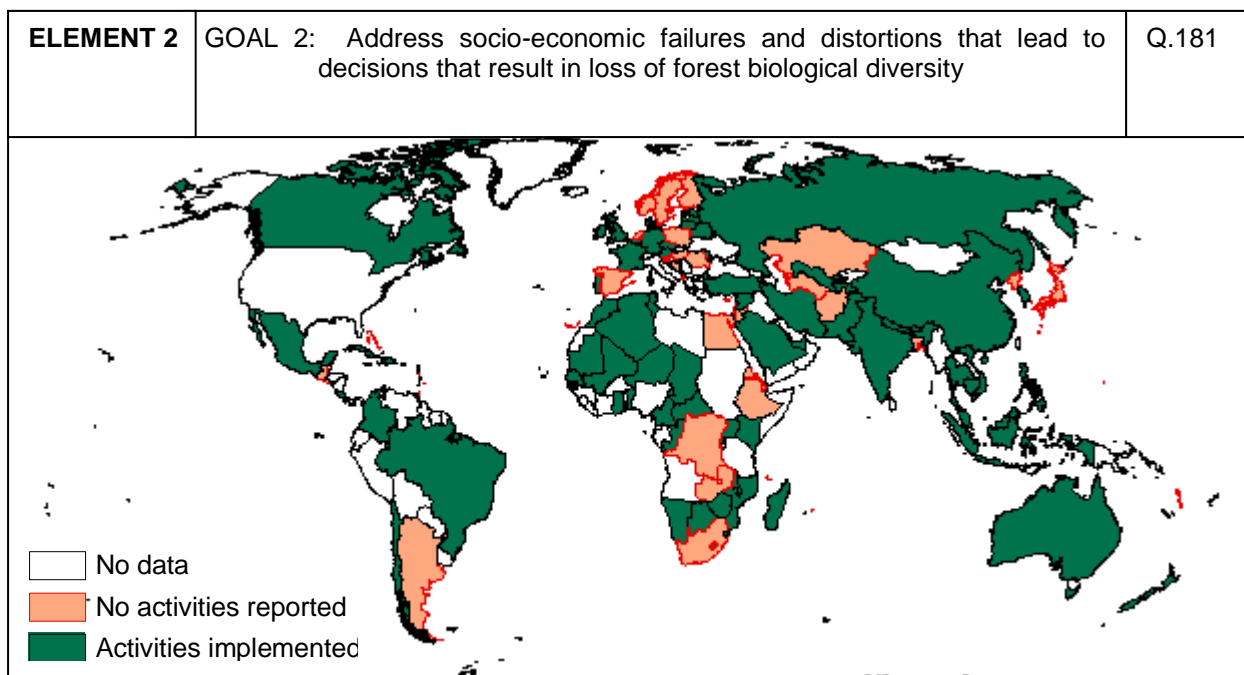 ELEMENT 2
GOAL 2: Address socio-economic failures and distortions that lead to
decisions that result in loss of forest biological diversity
Q.181
No data
No activities reported
Activities implemented